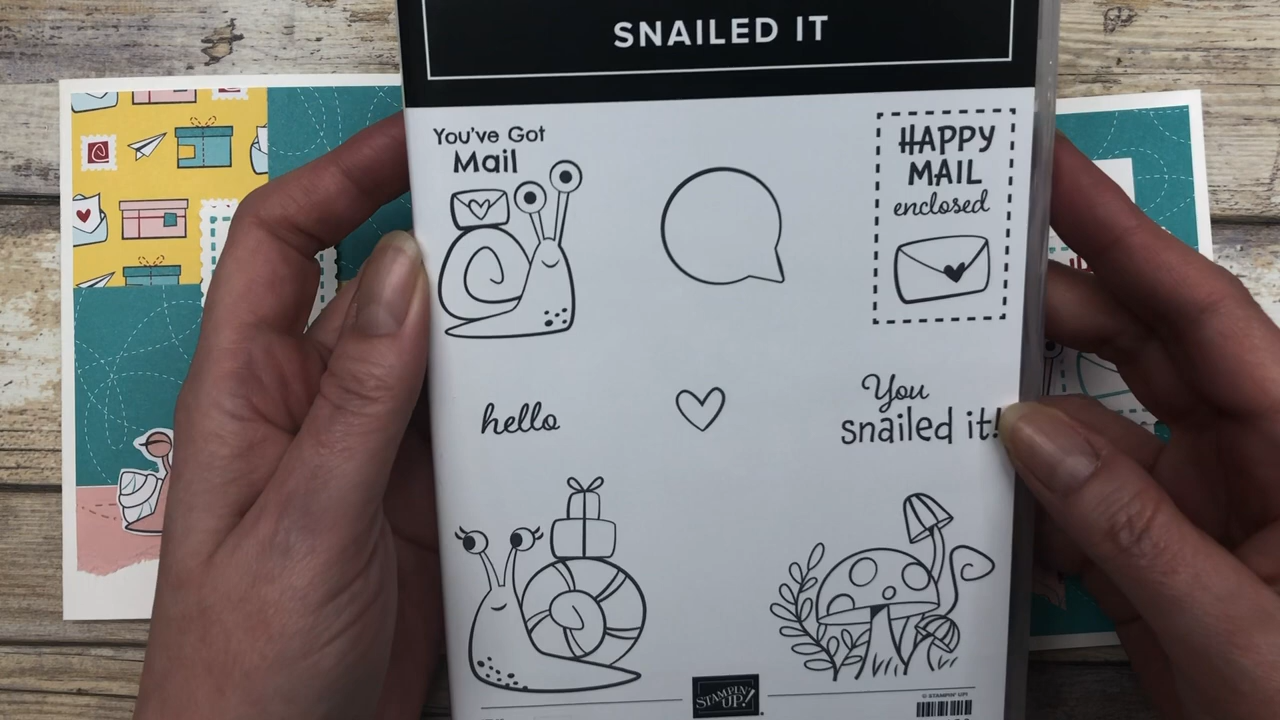 SNAILED IT
You've Got
Mail
HAPPY
MAIL
enclosed
hello
You
snailed it!
STAMPIN' UP!
© STAMPIN' UP!